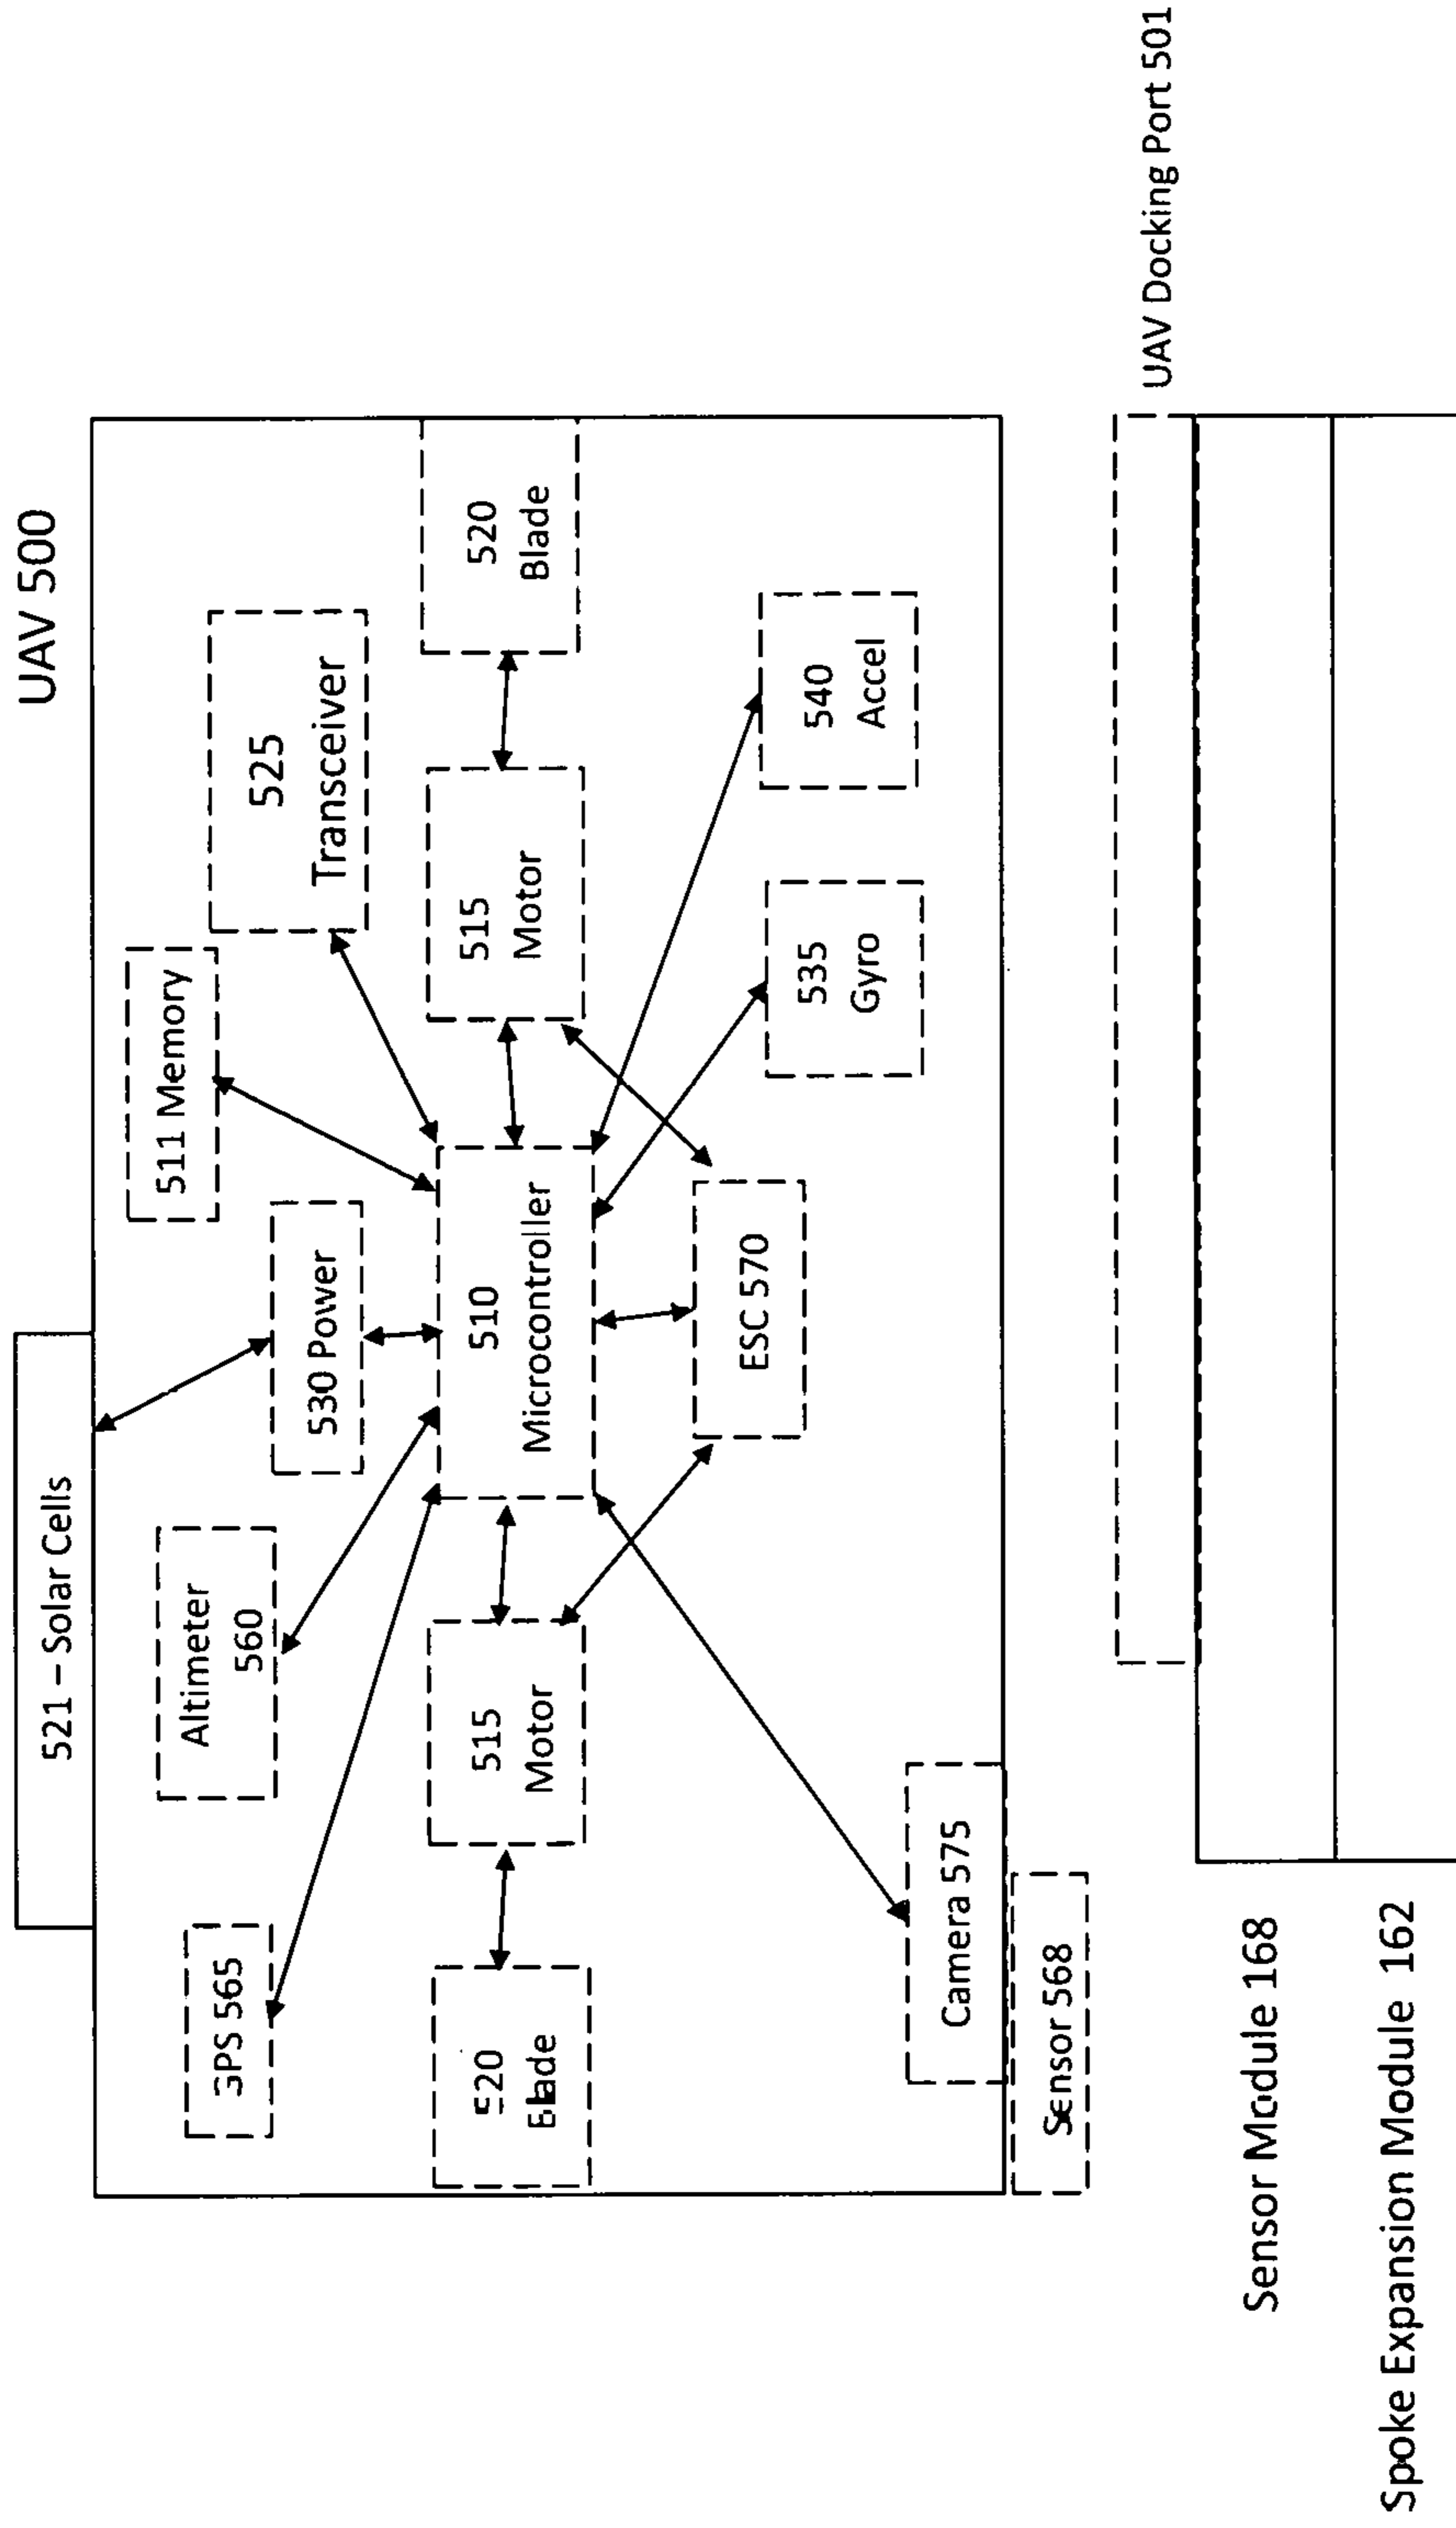 UAV 500
521 – Solar Cells
GPS 565
Altimeter
560
530 Power
511 Memory
525
Transceiver
520
Blade
515
Motor
510
Microcontroller
515
Motor
520
Blade
ESC 570
535
Gyro
540
Accel
Camera 575
Sensor 568
UAV Docking Port 501
Sensor Module 168
Spoke Expansion Module 162